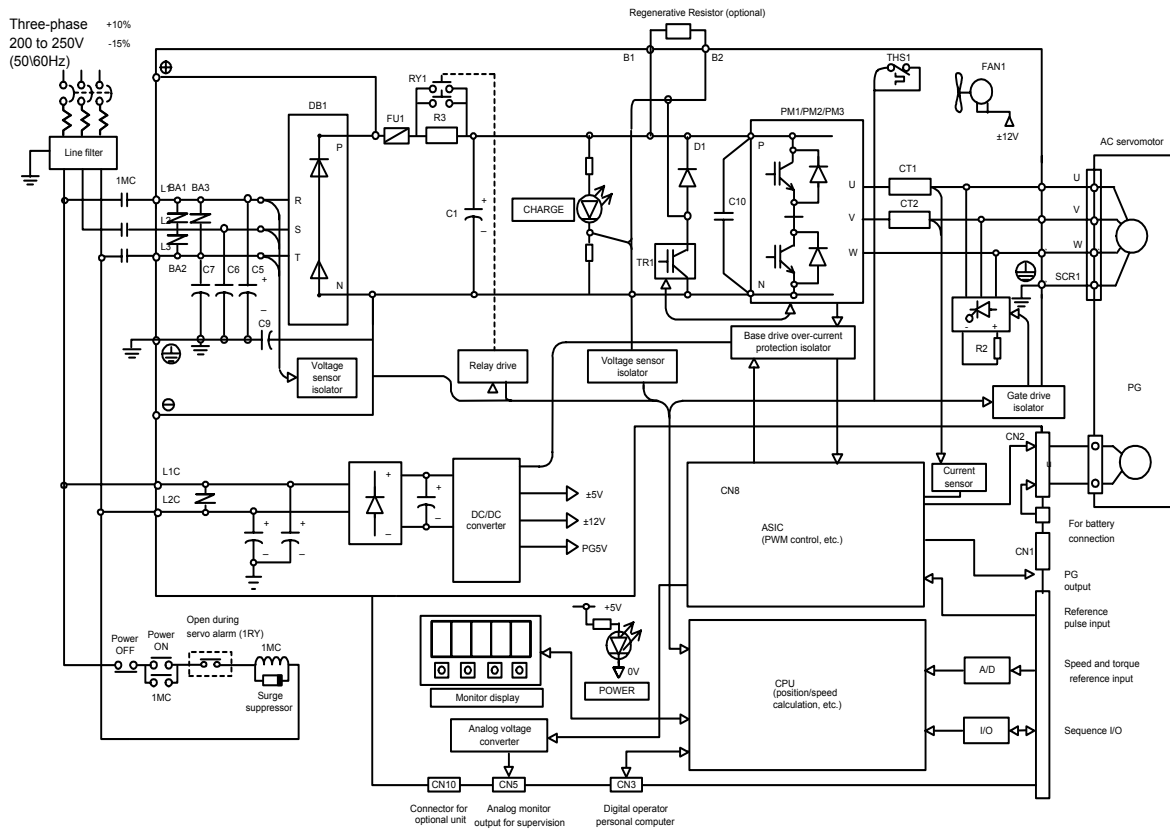 Regenerative Resistor (optional)
Three-phase +10%
200 to 250V -15%
(50\60Hz)
B1 B2
THS1
FAN1
±12V
RY1
DB1
FU1 R3
PM1/PM2/PM3
AC servomotor
Line filter
P
D1
P
CT1
U U
1MC
L1 BA1 BA3
R
+
C1
–
CHARGE
C10
U
V
CT2
V
L2
S
W
W
L3
T
BA2 C7 C6 C5
+
–
TR1
N
N
SCR1
- +
R2
C9
Voltage
sensor
isolator
Relay drive
Voltage sensor
isolator
Base drive over-current
protection isolator
Gate drive
isolator
PG
CN2
u
L1C
L2C
+
–
+
–
+
–
+
–
DC/DC
converter
±5V
±12V
PG5V
CN8
ASIC
(PWM control, etc.)
Current
sensor
For battery
connection
CN1
PG
output
Reference
pulse input
Open during
servo alarm (1RY)
Power
OFF
Power
ON
1MC
1MC
Surge
suppressor
+5V
0V
POWER
Monitor display
CPU
(position/speed
calculation, etc.)
A/D
Speed and torque
reference input
I/O
Sequence I/O
Analog voltage
converter
CN10 CN5 CN3
Connector for
optional unit
Analog monitor
output for supervision
Digital operator
personal computer